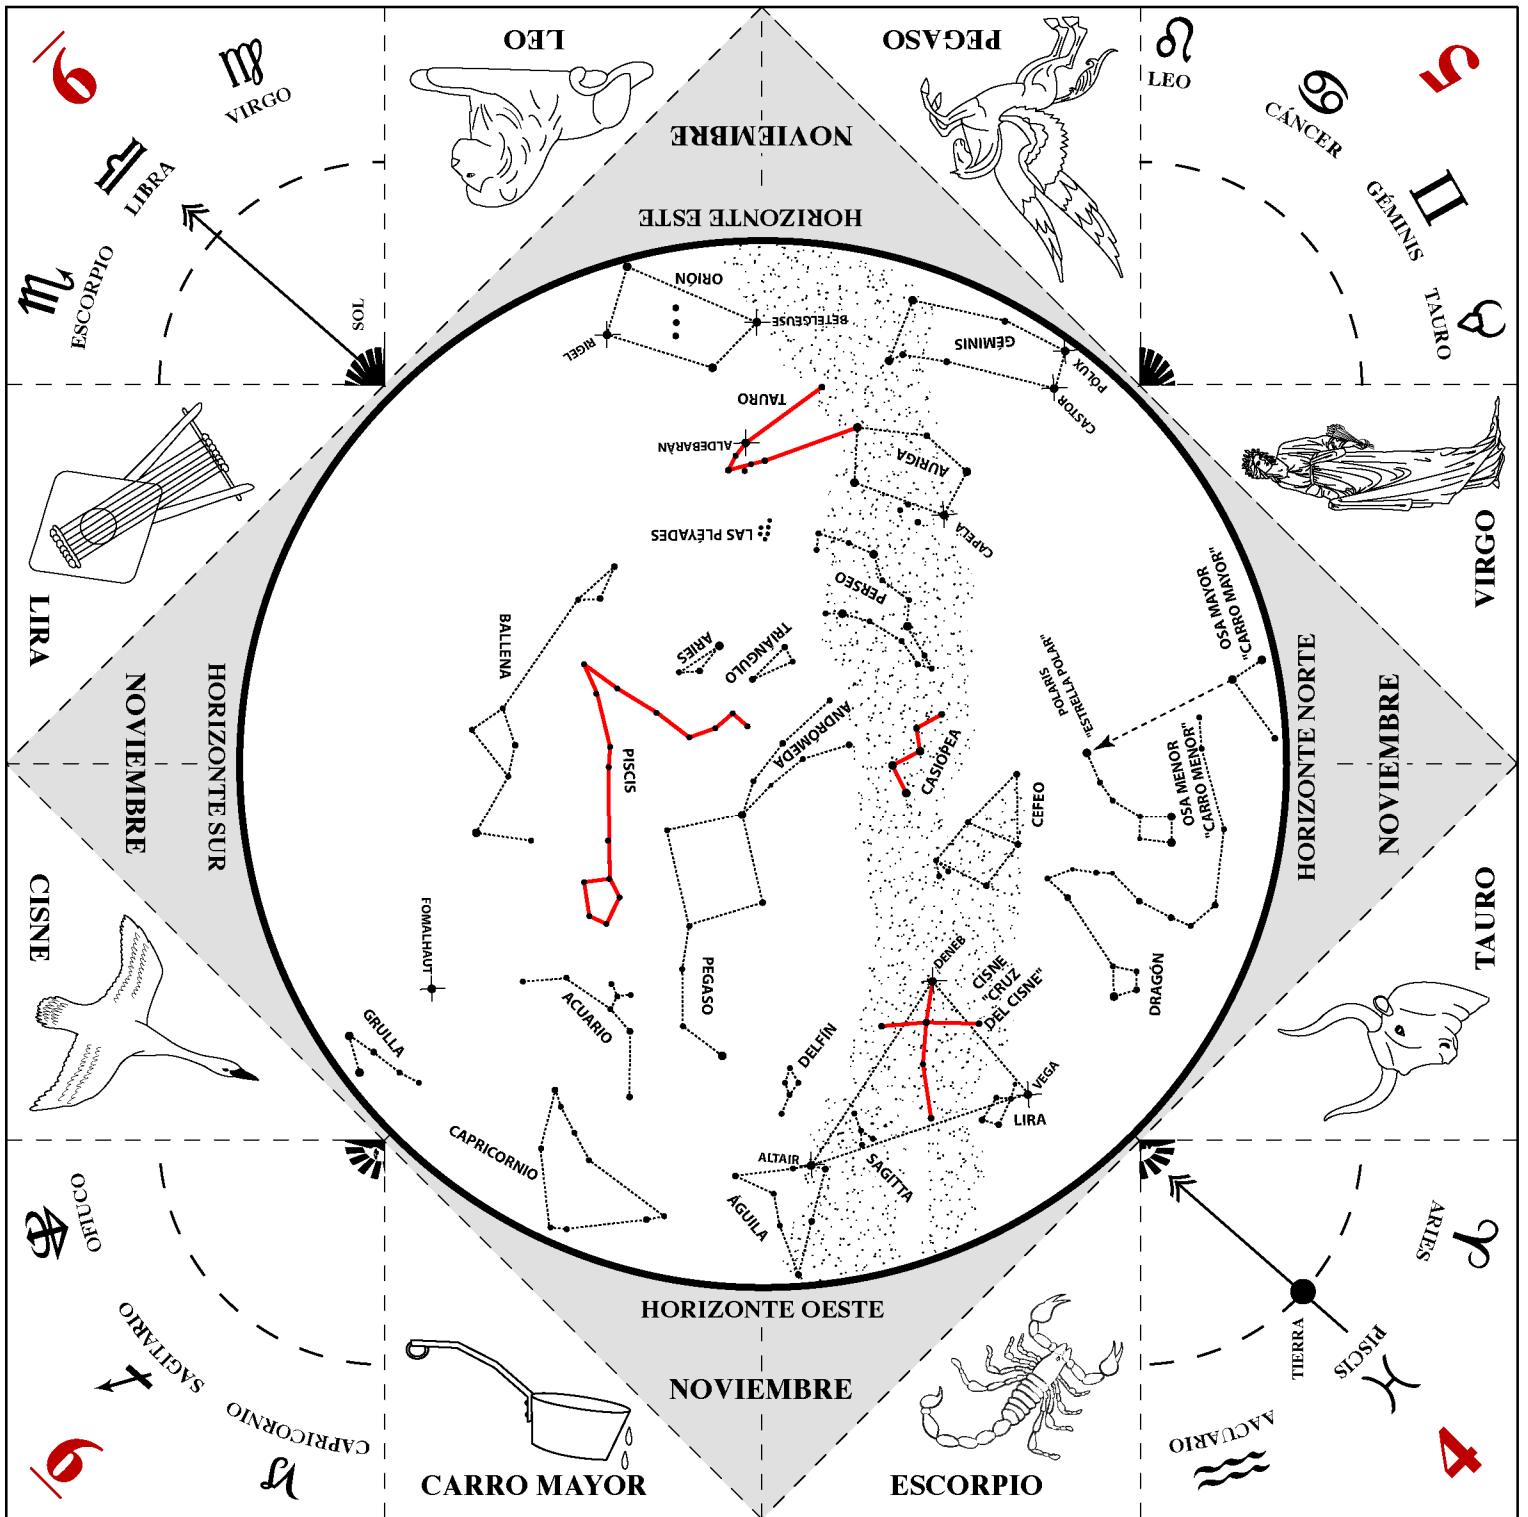 6
VIRGO
LIBRA
ESCORPIO
SOL
LEO
PEGASO
LEO
CÁNCER
GÉMINIS
TAURO
5
NOVIEMBRE
HORIZONTE ESTE
LIRA
CISNE
NOVIEMBRE
HORIZONTE SUR
VIRGO
TAURO
HORIZONTE NORTE
NOVIEMBRE
ORIÓN
BETELGEUSE
RIGEL
GÉMINIS
PÓLUX
CASTOR
TAURO
ALDEBARÀN
AURIGA
CAPELA
LAS PLÉYADES
PERSEO
BALLENA
ARIES
TRIÁNGULO
OSA MAYOR
"CARRO MAYOR"
POLARIS
"ESTRELLA POLAR"
ANDRÓMEDA
PISCIS
CASIOPEA
CEFEO
OSA MENOR
"CARRO MENOR"
FOMALHAUT
PEGASO
DENEB
CISNE
"CRUZ
DEL CISNE"
DRAGÓN
GRULLA
ACUARIO
DELFÍN
VEGA
LIRA
CAPRICORNIO
ALTAIR
SAGITTA
ÁGUILA
HORIZONTE OESTE
NOVIEMBRE
OFIUCO
SAGITARIO
CAPRICORNIO
6
CARRO MAYOR
ESCORPIO
ARIES
TIERRA
PISCIS
AACUARIO
4